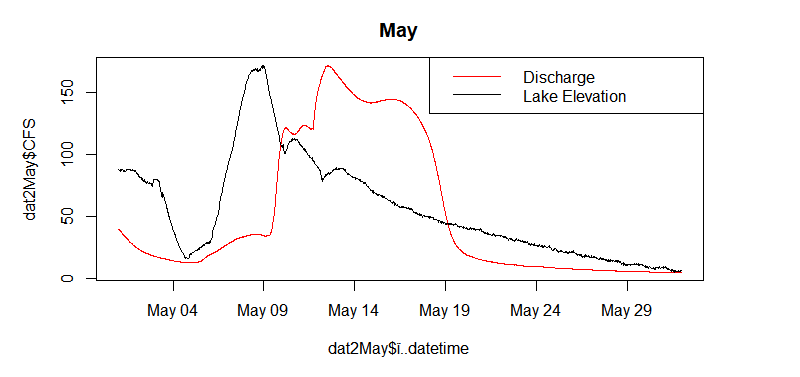 May
Discharge
Lake Elevation
dat2May$CFS
150
100
50
0
May 04
May 09
May 14
May 19
May 24
May 29
dat2May$ï..datetime